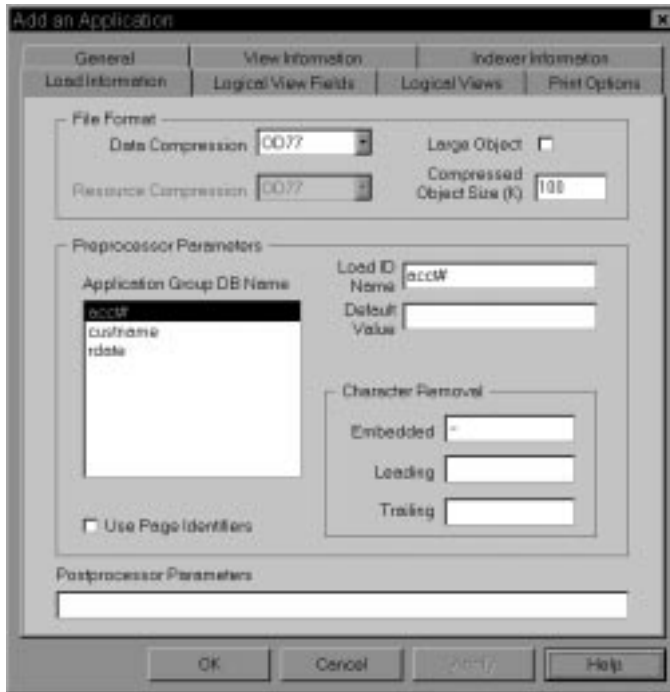 Add an Application
General View Information Indexer Information
Load Information Logical View Fields Logical Views Print Options
File Format
Data Compression OD77 Large Object
Resource Compression OD77 Compressed Object Size (K) 100
Preprocessor Parameters
Application Group DB Name
acct#
custname
rdate
Load ID Name acct#
Default Value
Character Removal
Embedded -
Leading
Trailing
Use Page Identifiers
Postprocessor Parameters
OK Cancel Apply Help